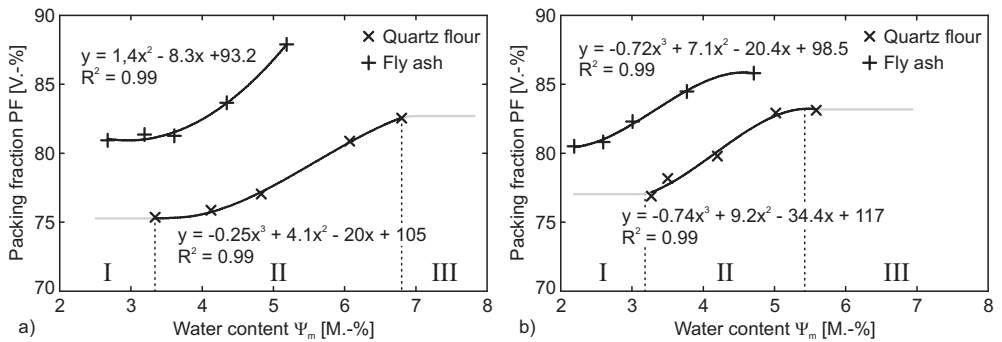 90
85
80
75
70
Packing fraction PF [V.-%]
× Quartz flour
+ Fly ash
y = 1,4x² - 8.3x +93.2
R² = 0.99
y = -0.25x³ + 4.1x² - 20x + 105
R² = 0.99
I II III
2 3 4 5 6 7 8
a) Water content Ψₘ [M.-%]
90
85
80
75
70
Packing fraction PF [V.-%]
× Quartz flour
+ Fly ash
y = -0.72x³ + 7.1x² - 20.4x + 98.5
R² = 0.99
y = -0.74x³ + 9.2x² - 34.4x + 117
R² = 0.99
I II III
2 3 4 5 6 7 8
b) Water content Ψₘ [M.-%]